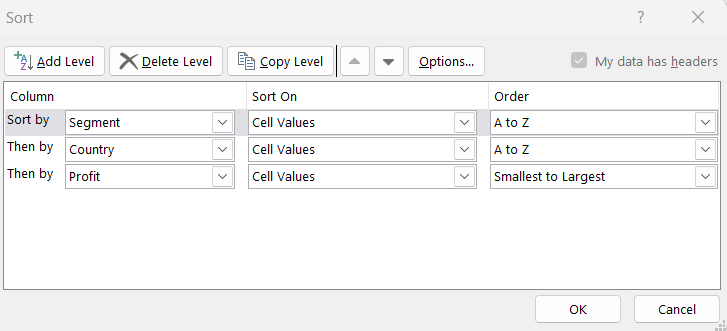 Sort
?
Add Level Delete Level Copy Level Options... My data has headers
Column Sort On Order
Sort by Segment Cell Values A to Z
Then by Country Cell Values A to Z
Then by Profit Cell Values Smallest to Largest
OK Cancel